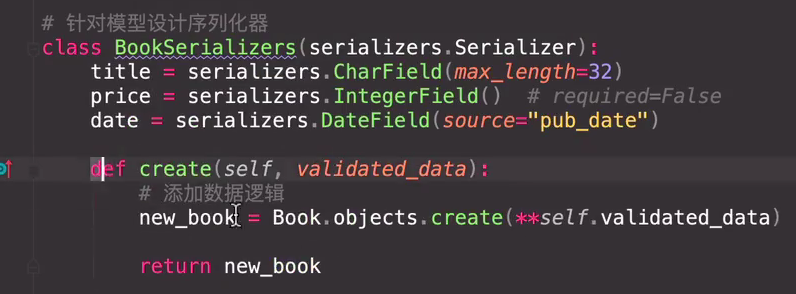 # 针对模型设计序列化器
class BookSerializers(serializers.Serializer):
title = serializers.CharField(max_length=32)
price = serializers.IntegerField() # required=False
date = serializers.DateField(source="pub_date")
def create(self, validated_data):
# 添加数据逻辑
new_book = Book.objects.create(**self.validated_data)
return new_book